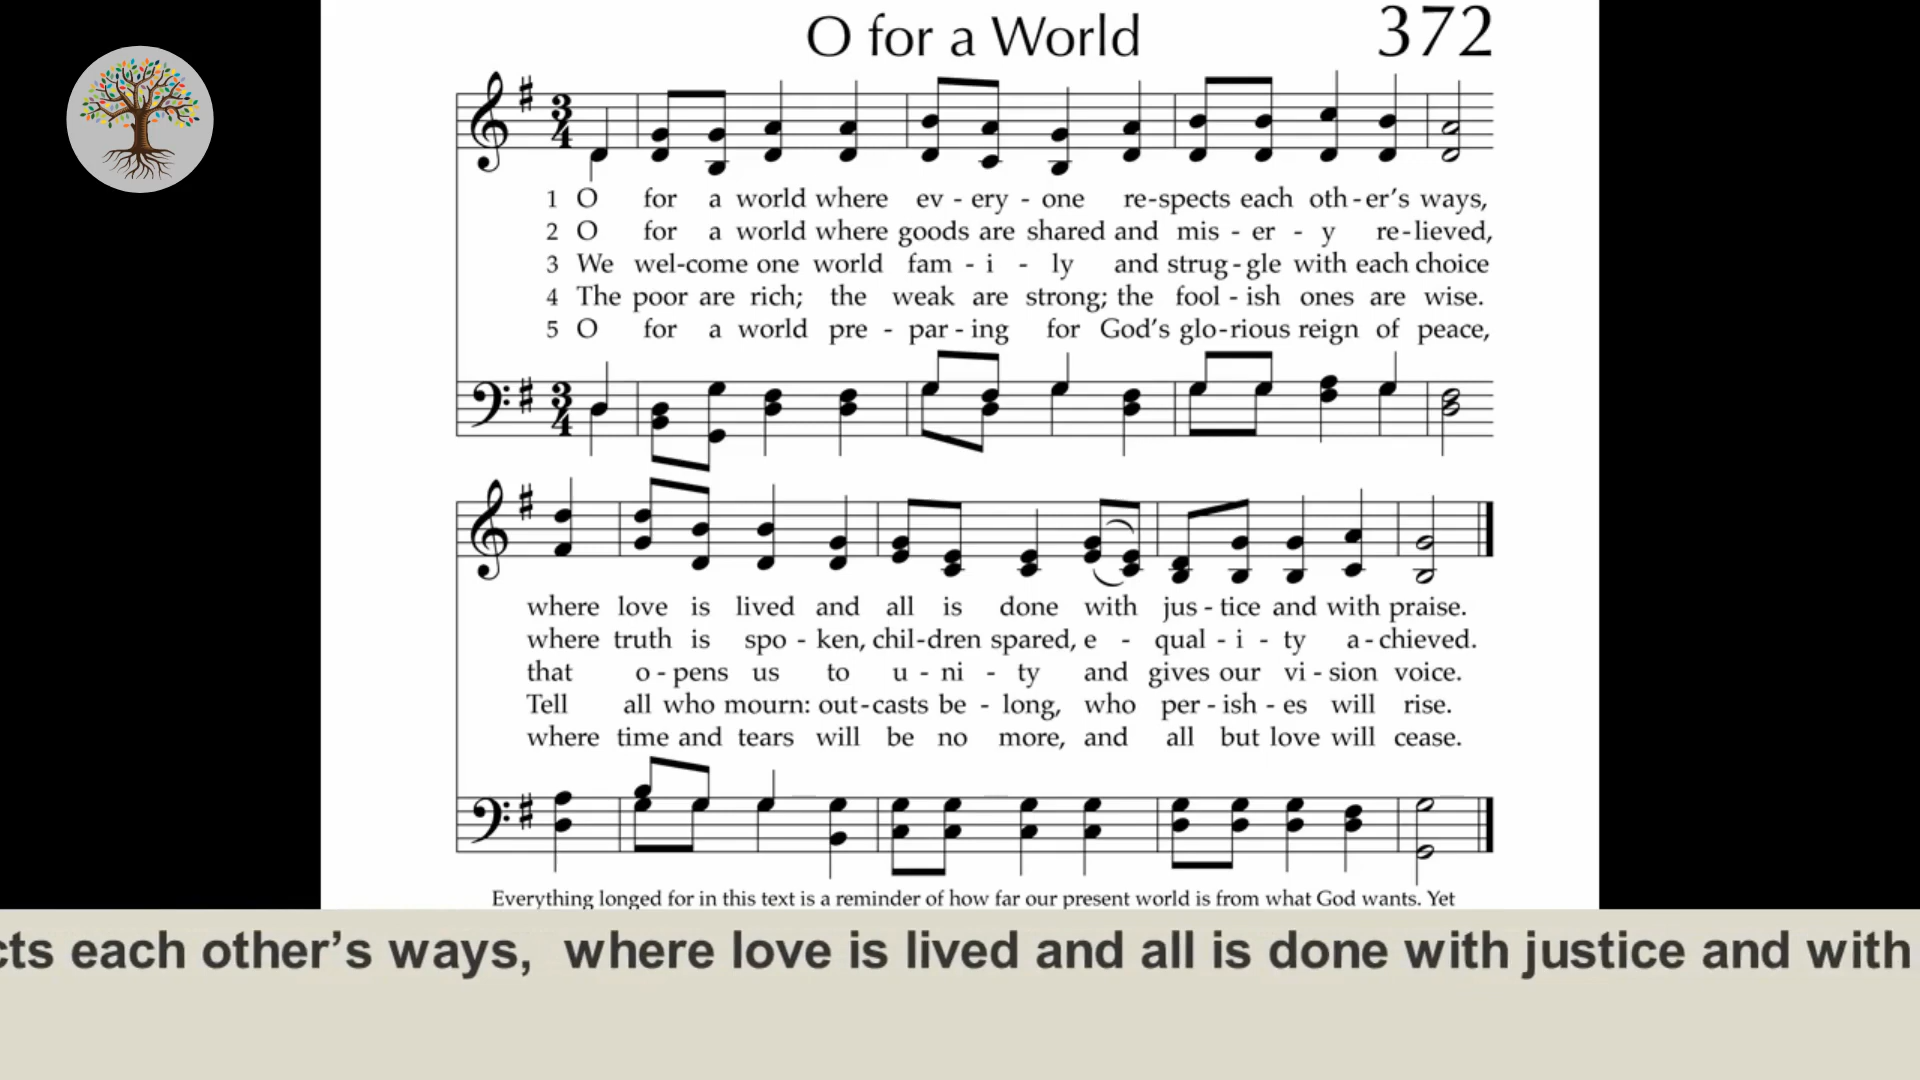 O for a World 372
3
4
1 O for a world where ev - ery - one re-spects each oth - er's ways,
2 O for a world where goods are shared and mis - er - y re-lieved,
3 We wel-come one world fam - i - ly and strug-gle with each choice
4 The poor are rich; the weak are strong; the fool - ish ones are wise.
5 O for a world pre - par - ing for God's glo-rious reign of peace,
3
4
where love is lived and all is done with jus - tice and with praise.
where truth is spo - ken, chil-dren spared, e - qual - i - ty a-chieved.
that o - pens us to u - ni - ty and gives our vi - sion voice.
Tell all who mourn: out-casts be - long, who per - ish - es will rise.
where time and tears will be no more, and all but love will cease.
Everything longed for in this text is a reminder of how far our present world is from what God wants. Yet
cts each other’s ways, where love is lived and all is done with justice and with